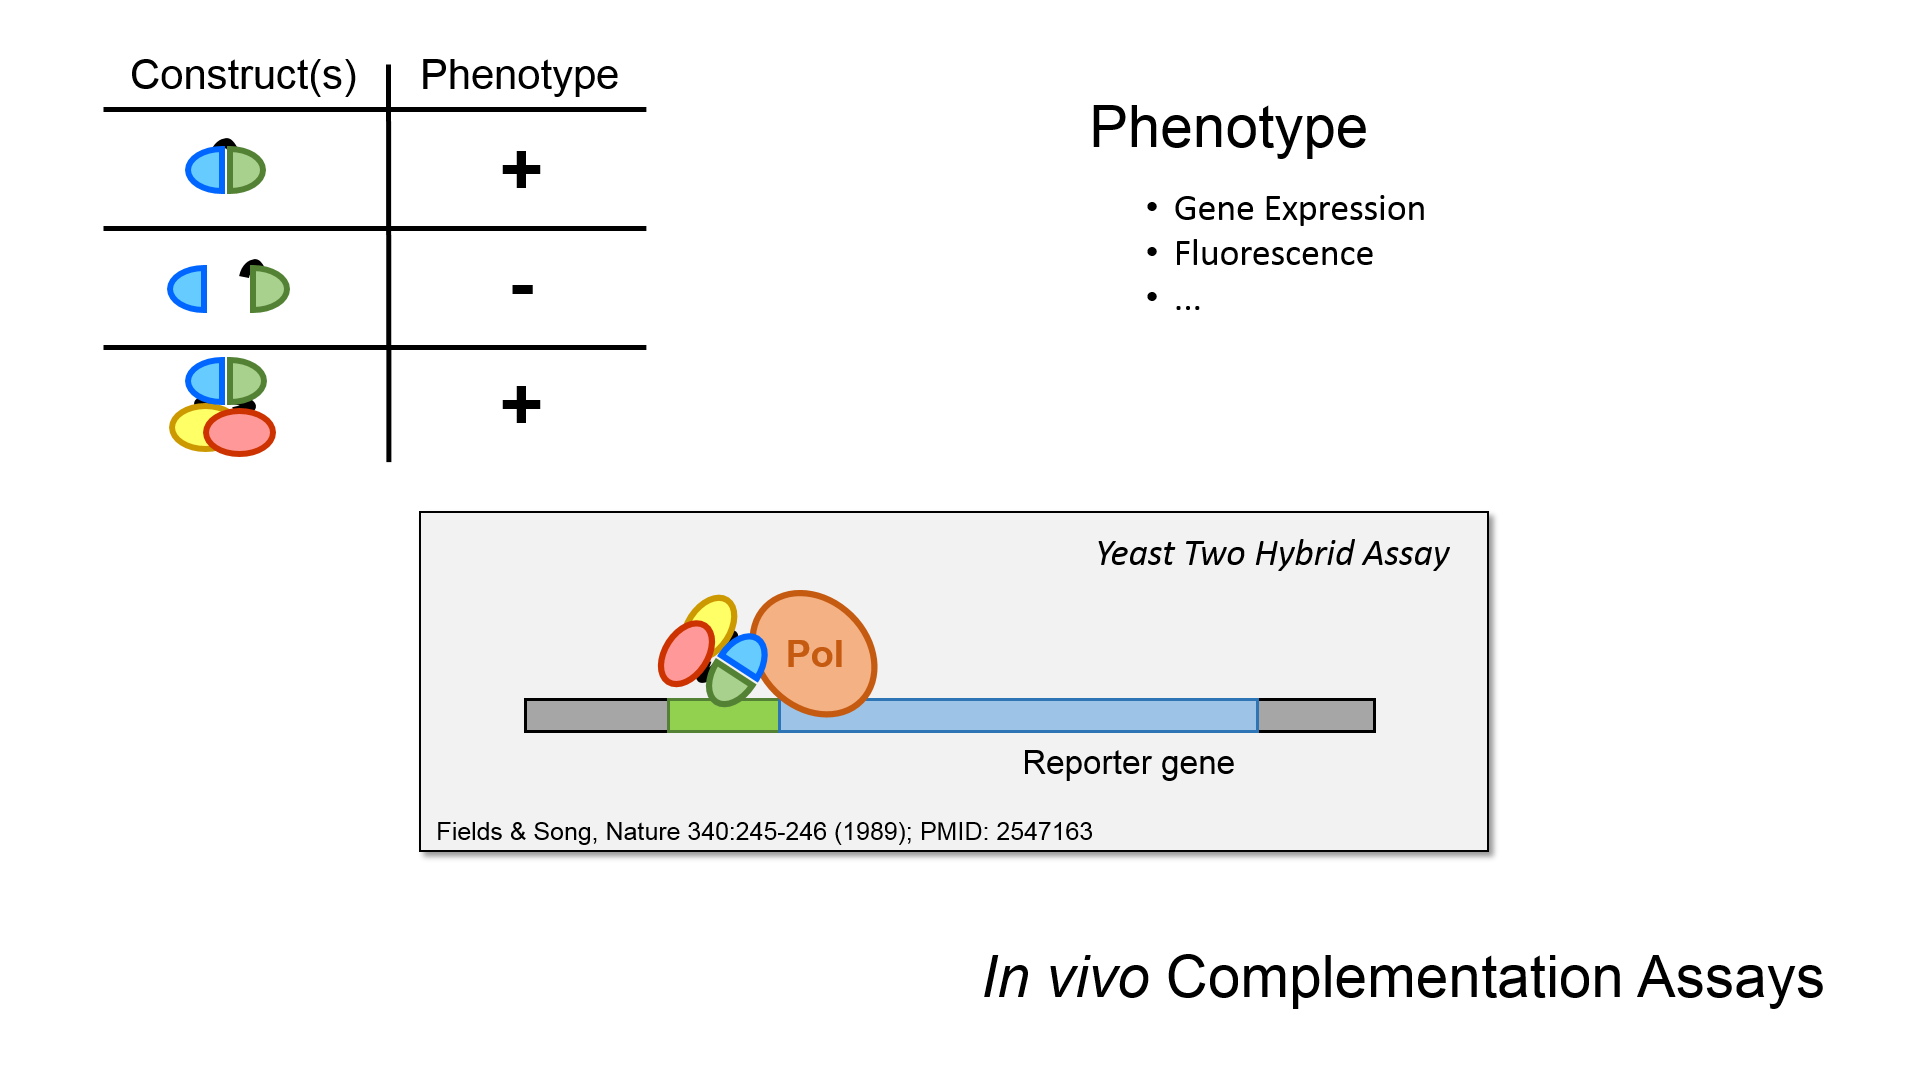 Construct(s) Phenotype
+
-
+
Phenotype
• Gene Expression
• Fluorescence
• ...
Yeast Two Hybrid Assay
Pol
Reporter gene
Fields & Song, Nature 340:245-246 (1989); PMID: 2547163
In vivo Complementation Assays